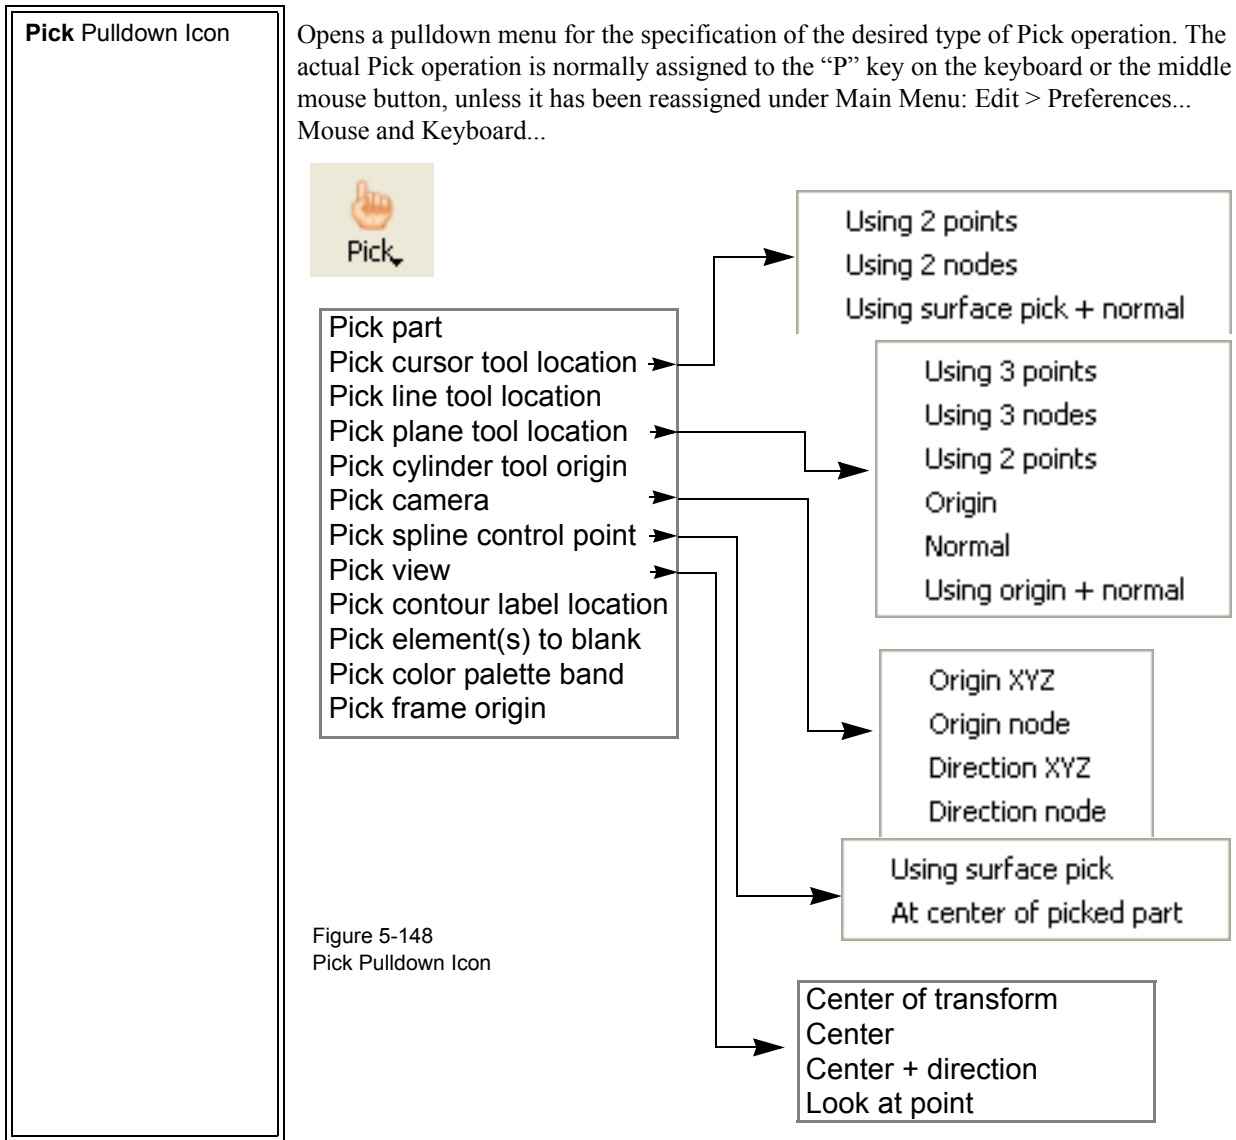 Pick Pulldown Icon
Opens a pulldown menu for the specification of the desired type of Pick operation. The
actual Pick operation is normally assigned to the “P” key on the keyboard or the middle
mouse button, unless it has been reassigned under Main Menu: Edit > Preferences...
Mouse and Keyboard...
Pick
Pick part
Pick cursor tool location
Pick line tool location
Pick plane tool location
Pick cylinder tool origin
Pick camera
Pick spline control point
Pick view
Pick contour label location
Pick element(s) to blank
Pick color palette band
Pick frame origin
Using 2 points
Using 2 nodes
Using surface pick + normal
Using 3 points
Using 3 nodes
Using 2 points
Origin
Normal
Using origin + normal
Origin XYZ
Origin node
Direction XYZ
Direction node
Using surface pick
At center of picked part
Center of transform
Center
Center + direction
Look at point
Figure 5-148
Pick Pulldown Icon